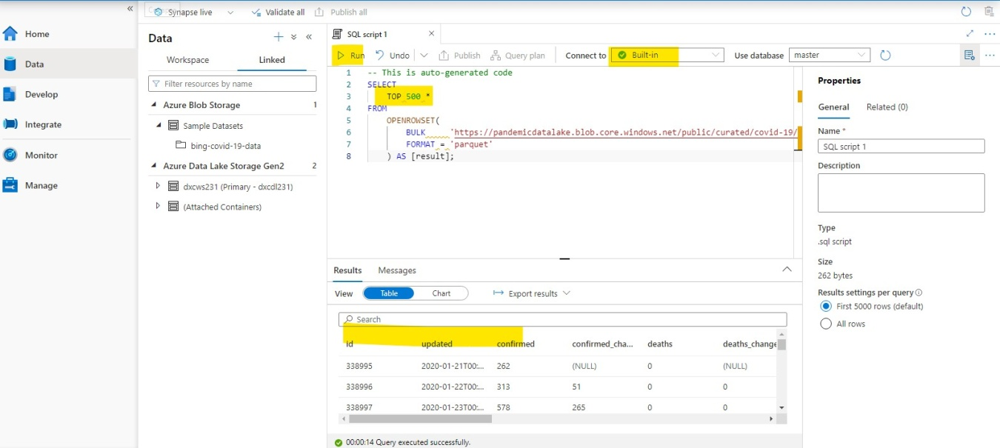 Synapse live
Validate all
Publish all
Home
Data
Develop
Integrate
Monitor
Manage
Data
Workspace
Linked
Filter resources by name
Azure Blob Storage 1
Sample Datasets
bing-covid-19-data
Azure Data Lake Storage Gen2 2
dxcws231 (Primary - dxcdl231)
(Attached Containers)
SQL script 1
Run
Undo
Publish
Query plan
Connect to
Built-in
Use database
master
1 -- This is auto-generated code
2 SELECT
3 TOP 500 *
4 FROM
5 OPENROWSET(
6 BULK 'https://pandemicdatalake.blob.core.windows.net/public/curated/covid-19/
7 FORMAT = 'parquet'
8 ) AS [result];
Results
Messages
View
Table
Chart
Export results
Search
id updated confirmed confirmed_cha... deaths deaths_change
338995 2020-01-21T00:... 262 (NULL) 0 (NULL)
338996 2020-01-22T00:... 313 51 0 0
338997 2020-01-23T00:... 578 265 0 0
00:00:14 Query executed successfully.
Properties
General
Related (0)
Name *
SQL script 1
Description
Type
.sql script
Size
262 bytes
Results settings per query
First 5000 rows (default)
All rows